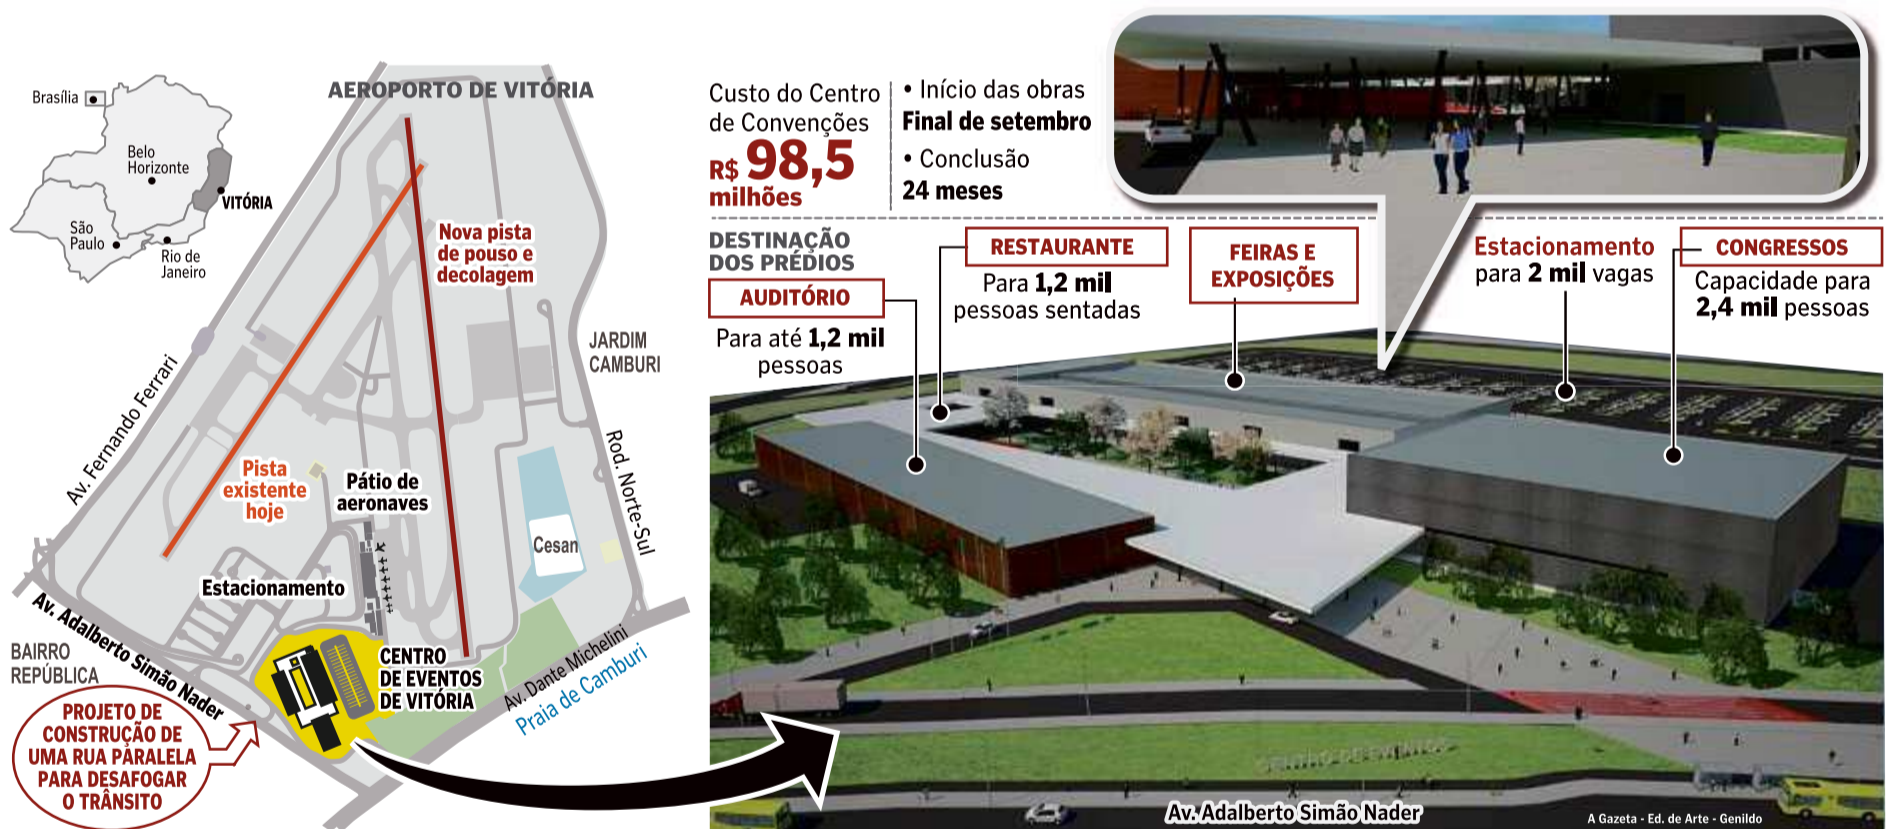 Brasília
Belo
Horizonte
VITÓRIA
São
Paulo
Rio de
Janeiro
AEROPORTO DE VITÓRIA
Nova pista
de pouso e
decolagem
JARDIM
CAMBURI
Av. Fernando Ferrari
Rod. Norte-Sul
Pista
existente
hoje
Pátio de
aeronaves
Cesan
Estacionamento
Av. Adalberto Simão Nader
BAIRRO
REPÚBLICA
CENTRO
DE EVENTOS
DE VITÓRIA
Av. Dante Michelini
Praia de Camburi
PROJETO DE
CONSTRUÇÃO DE
UMA RUA PARALELA
PARA DESAFOGAR
O TRÂNSITO
Custo do Centro
de Convenções
R$ 98,5
milhões
• Início das obras
Final de setembro
• Conclusão
24 meses
DESTINAÇÃO
DOS PRÉDIOS
AUDITÓRIO
Para até 1,2 mil
pessoas
RESTAURANTE
Para 1,2 mil
pessoas sentadas
FEIRAS E
EXPOSIÇÕES
Estacionamento
para 2 mil vagas
CONGRESSOS
Capacidade para
2,4 mil pessoas
CENTRO DE EVENTOS
Av. Adalberto Simão Nader
A Gazeta - Ed. de Arte - Genildo